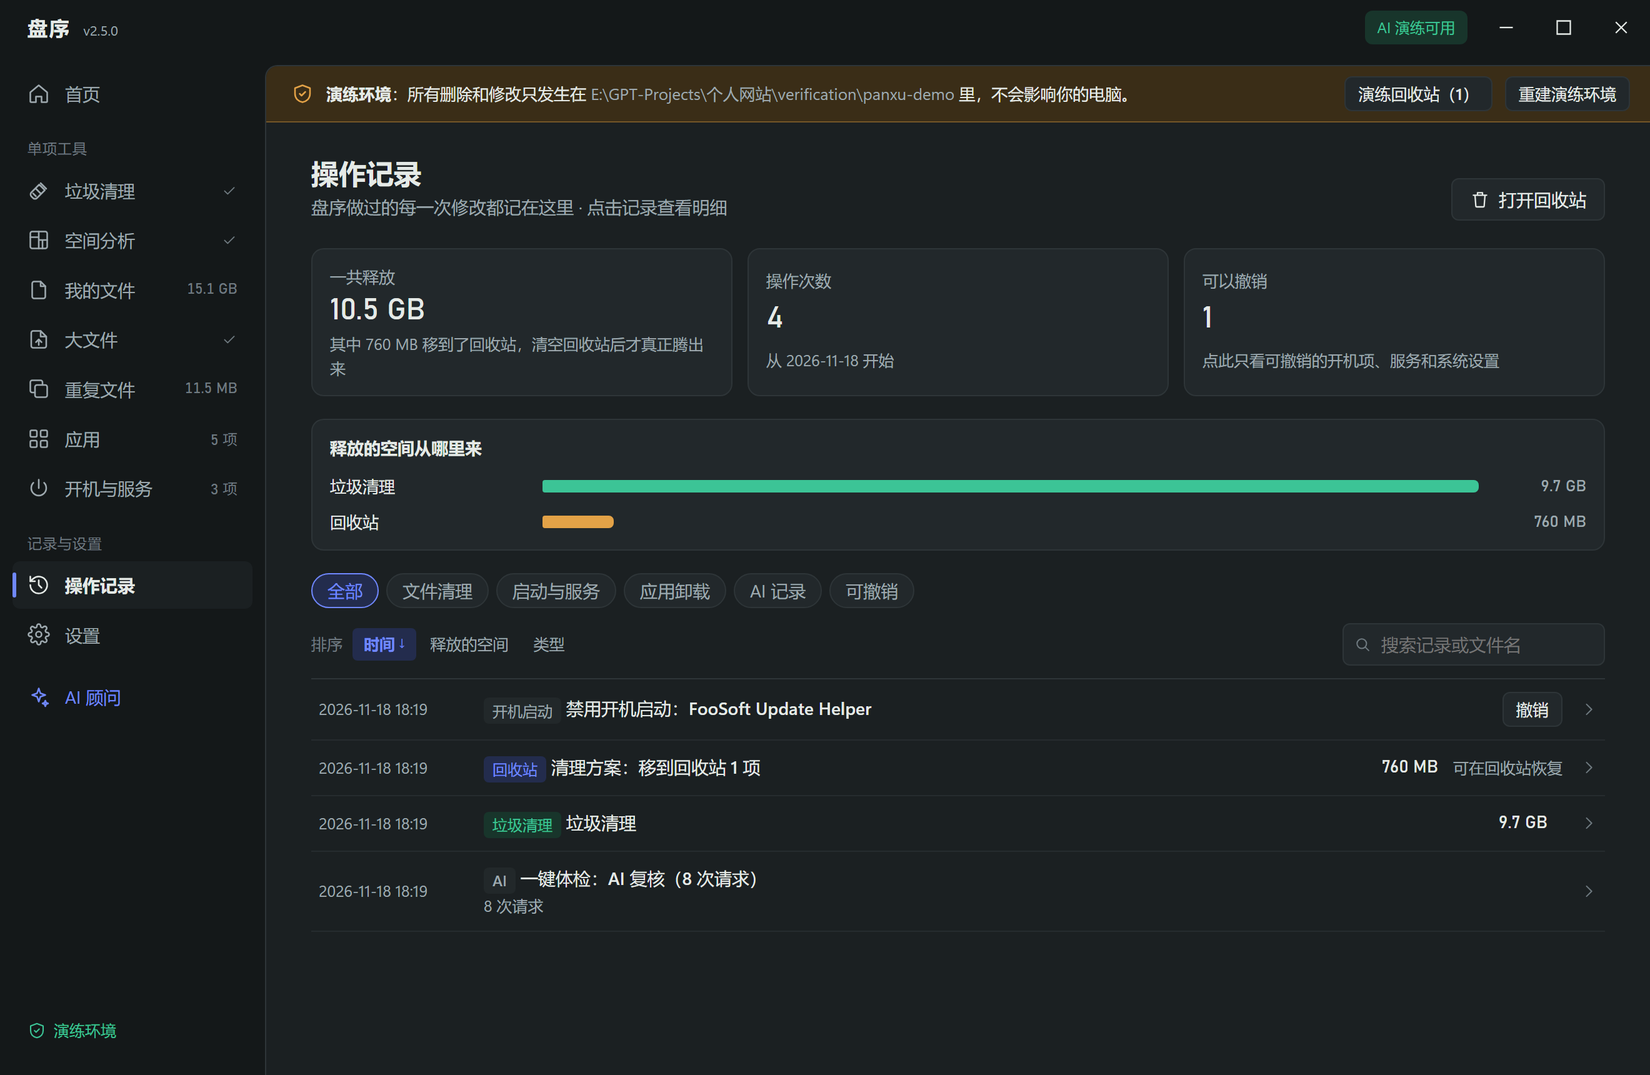 盘序 v2.5.0
AI 演练可用
首页
单项工具
垃圾清理
空间分析
我的文件 15.1 GB
大文件
重复文件 11.5 MB
应用 5 项
开机与服务 3 项
记录与设置
操作记录
设置
AI 顾问
演练环境
演练环境：所有删除和修改只发生在 E:\GPT-Projects\个人网站\verification\panxu-demo 里，不会影响你的电脑。
演练回收站（1）
重建演练环境
操作记录
盘序做过的每一次修改都记在这里 · 点击记录查看明细
打开回收站
一共释放
10.5 GB
其中 760 MB 移到了回收站，清空回收站后才真正腾出
来
操作次数
4
从 2026-11-18 开始
可以撤销
1
点此只看可撤销的开机项、服务和系统设置
释放的空间从哪里来
垃圾清理 9.7 GB
回收站 760 MB
全部 文件清理 启动与服务 应用卸载 AI 记录 可撤销
排序 时间↓ 释放的空间 类型
搜索记录或文件名
2026-11-18 18:19 开机启动 禁用开机启动：FooSoft Update Helper 撤销
2026-11-18 18:19 回收站 清理方案：移到回收站 1 项 760 MB 可在回收站恢复
2026-11-18 18:19 垃圾清理 垃圾清理 9.7 GB
2026-11-18 18:19 AI 一键体检：AI 复核（8 次请求）
8 次请求